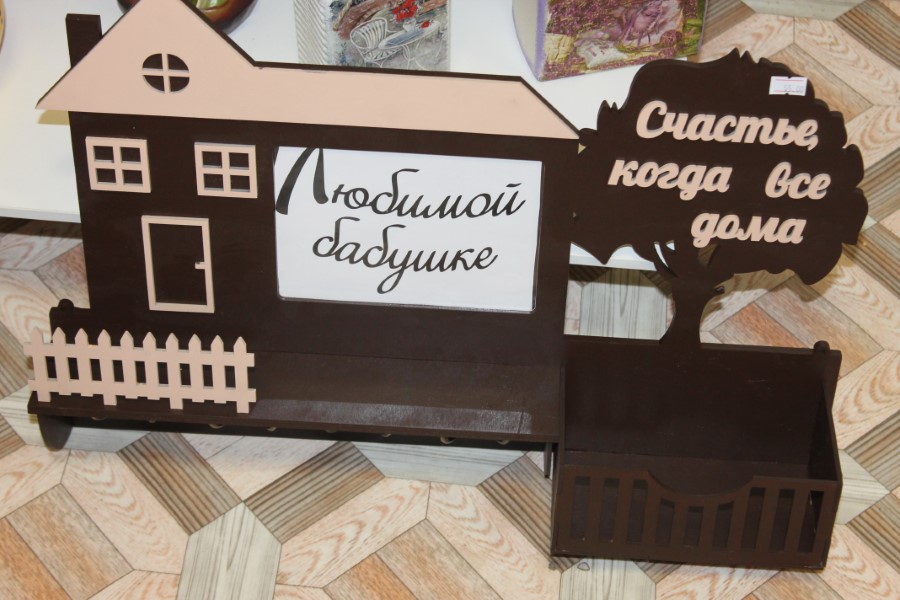 Любимой
бабушке
Счастье,
когда все
дома